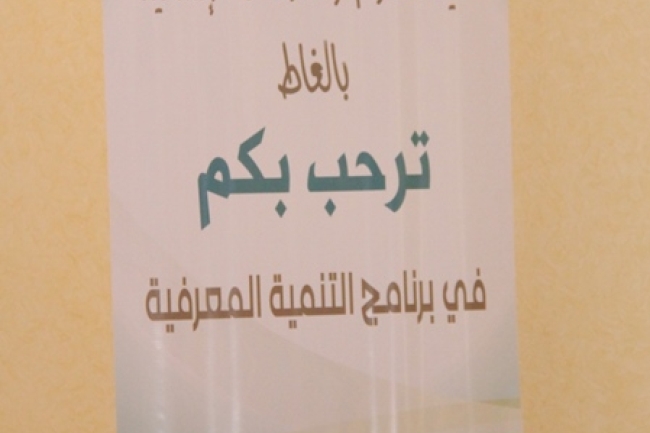 بالغاط
ترحب بكم
في برنامج التنمية المعرفية